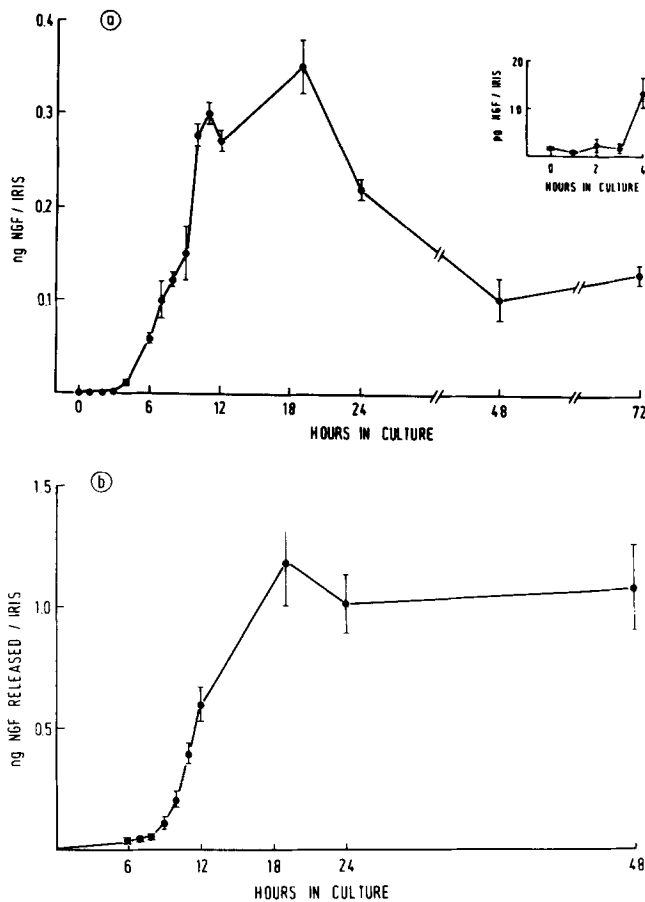 a
0.4
0.3
0.2
0.1
ng NGF / IRIS
0 6 12 18 24 48 72
HOURS IN CULTURE
20
10
pg NGF / IRIS
0 2 4
HOURS IN CULTURE
b
1.5
1.0
0.5
ng NGF RELEASED / IRIS
6 12 18 24 48
HOURS IN CULTURE